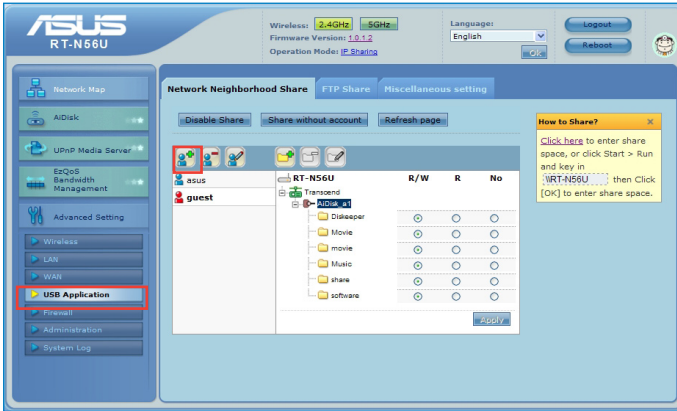 ASUS
RT-N56U
Wireless: 2.4GHz 5GHz
Firmware Version: 1.0.1.2
Operation Mode: IP Sharing
Language:
English
Ok
Logout
Reboot
Network Map
AiDisk
UPnP Media Server
EzQoS
Bandwidth
Management
Advanced Setting
Wireless
LAN
WAN
USB Application
Firewall
Administration
System Log
Network Neighborhood Share FTP Share Miscellaneous setting
Disable Share Share without account Refresh page
asus
guest
RT-N56U R/W R No
Transcend
AiDisk_a1
Diskeeper
Movie
movie
Music
share
software
Apply
How to Share? ×
Click here to enter share
space, or click Start > Run
and key in
\\RT-N56U then Click
[OK] to enter share space.